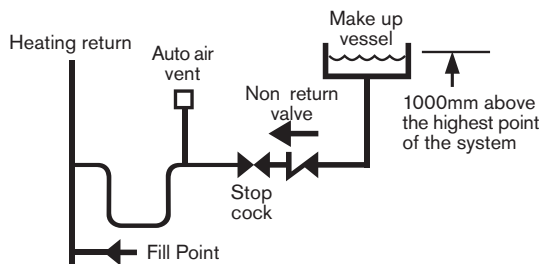 Make up
vessel
Heating return
Auto air
vent
Non return
valve
1000mm above
the highest point
of the system
Stop
cock
Fill Point